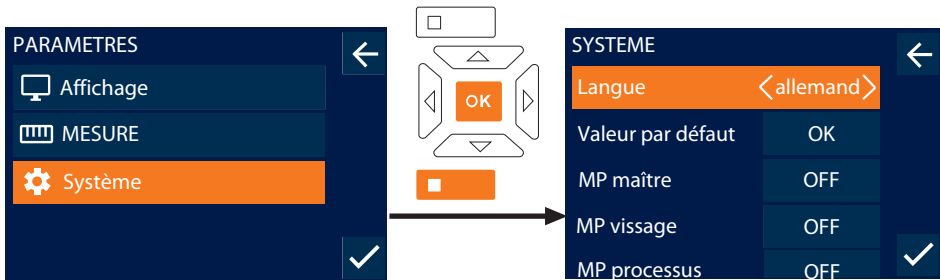 PARAMETRES
Affichage
MESURE
Système
OK
SYSTEME
Langue allemand
Valeur par défaut OK
MP maître OFF
MP vissage OFF
MP processus OFF